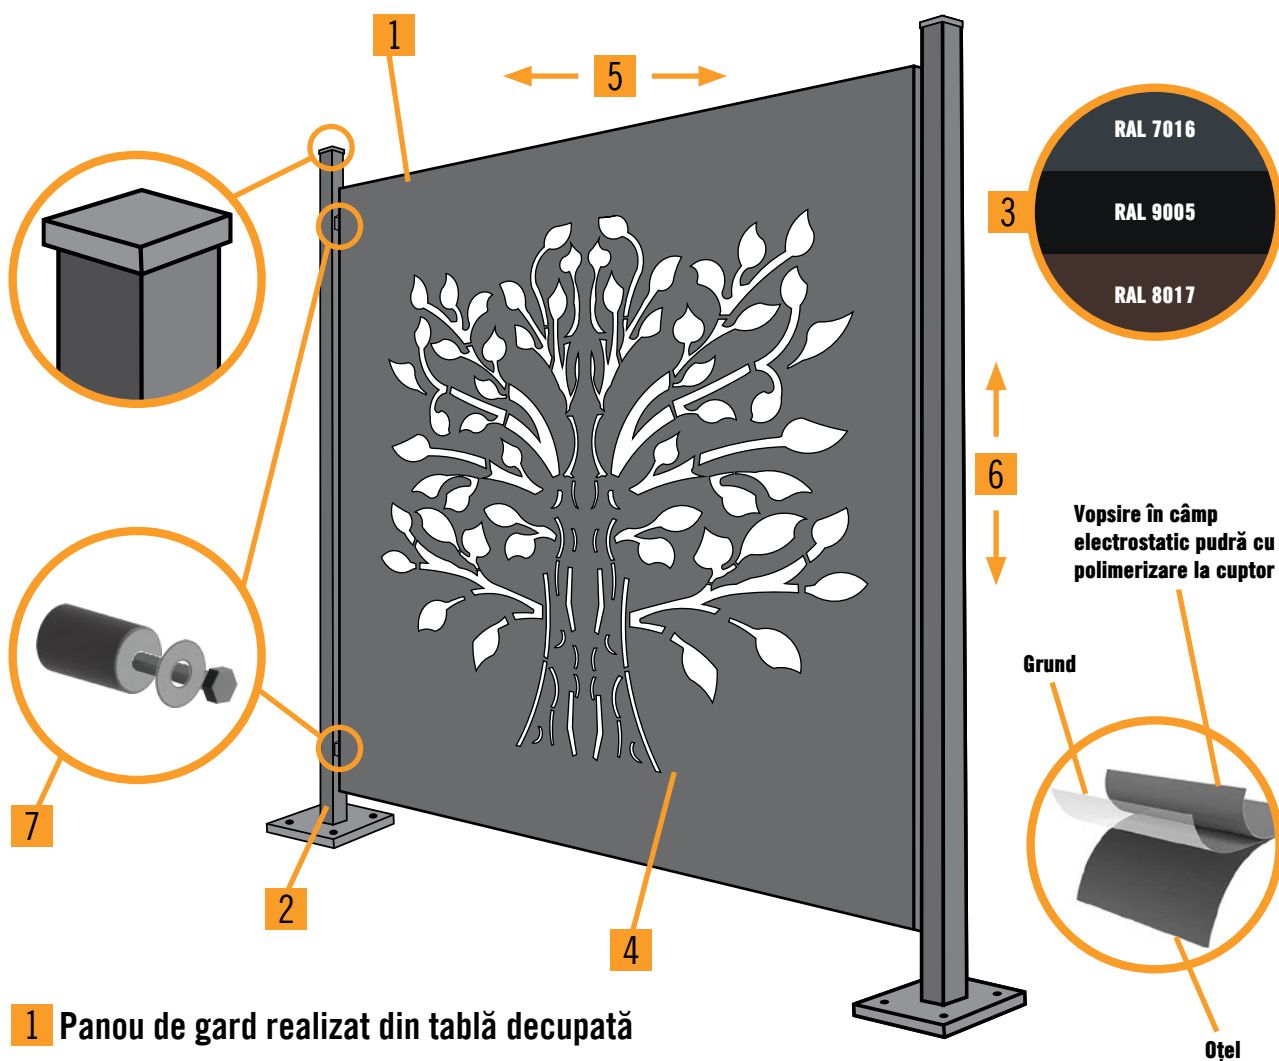 1
5
RAL 7016
3
RAL 9005
RAL 8017
6
Vopsire în câmp
electrostatic pudră cu
polimerizare la cuptor
Grund
7
2
4
1 Panou de gard realizat din tablă decupată
Oțel